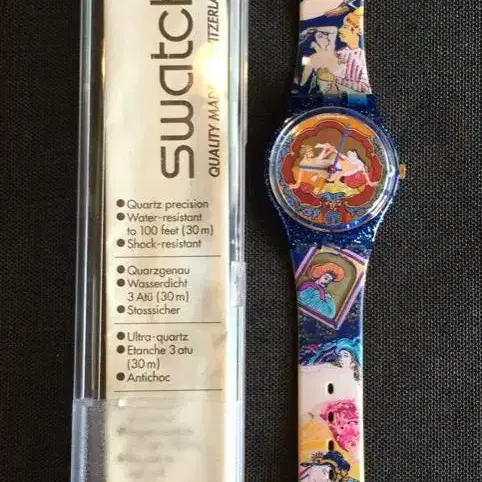 swatch
QUALITY MADE
ITZERLA
Quartz precision
Water-resistant
to 100 feet (30 m)
Shock-resistant
Quarzgenau
Wasserdicht
3 Atü (30 m)
Stosssicher
Ultra-quartz
Etanche 3 atu
(30 m)
Antichoc